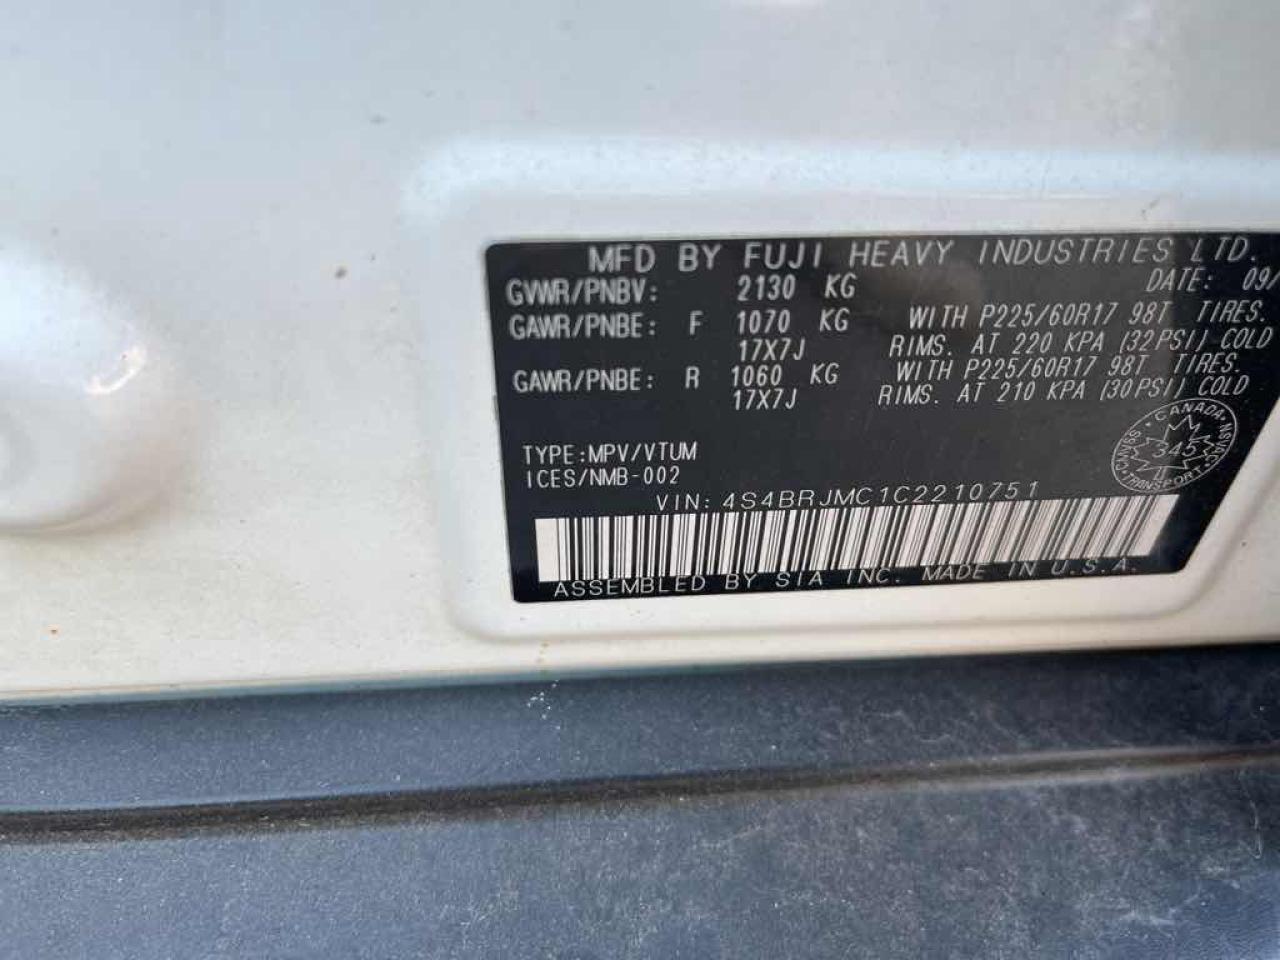 MFD BY FUJI HEAVY INDUSTRIES LTD.
GVWR/PNBV: 2130 KG DATE: 09/
GAWR/PNBE: F 1070 KG WITH P225/60R17 98T TIRES.
17X7J RIMS. AT 220 KPA (32PSI) COLD
GAWR/PNBE: R 1060 KG WITH P225/60R17 98T TIRES.
17X7J RIMS. AT 210 KPA (30PSI) COLD
TYPE:MPV/VTUM
ICES/NMB-002
CANADA
345
TRANSPORT
VIN: 4S4BRJMC1C2210751
ASSEMBLED BY SIA INC. MADE IN U.S.A.